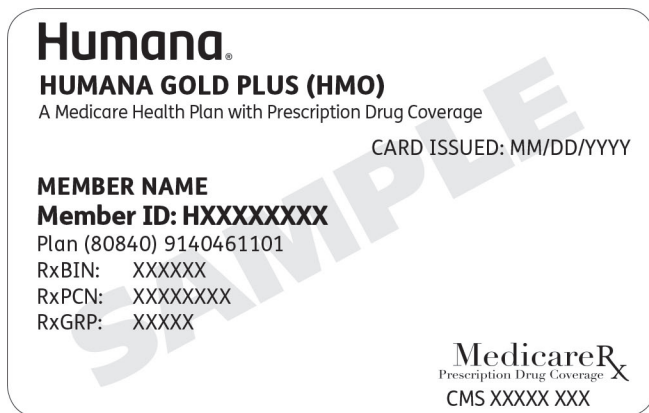 Humana®
HUMANA GOLD PLUS (HMO)
A Medicare Health Plan with Prescription Drug Coverage
CARD ISSUED: MM/DD/YYYY
MEMBER NAME
Member ID: HXXXXXXXX
Plan (80840) 9140461101
RxBIN: XXXXXX
RxPCN: XXXXXXXX
RxGRP: XXXXX
SAMPLE
MedicareRx
Prescription Drug Coverage
CMS XXXXX XXX